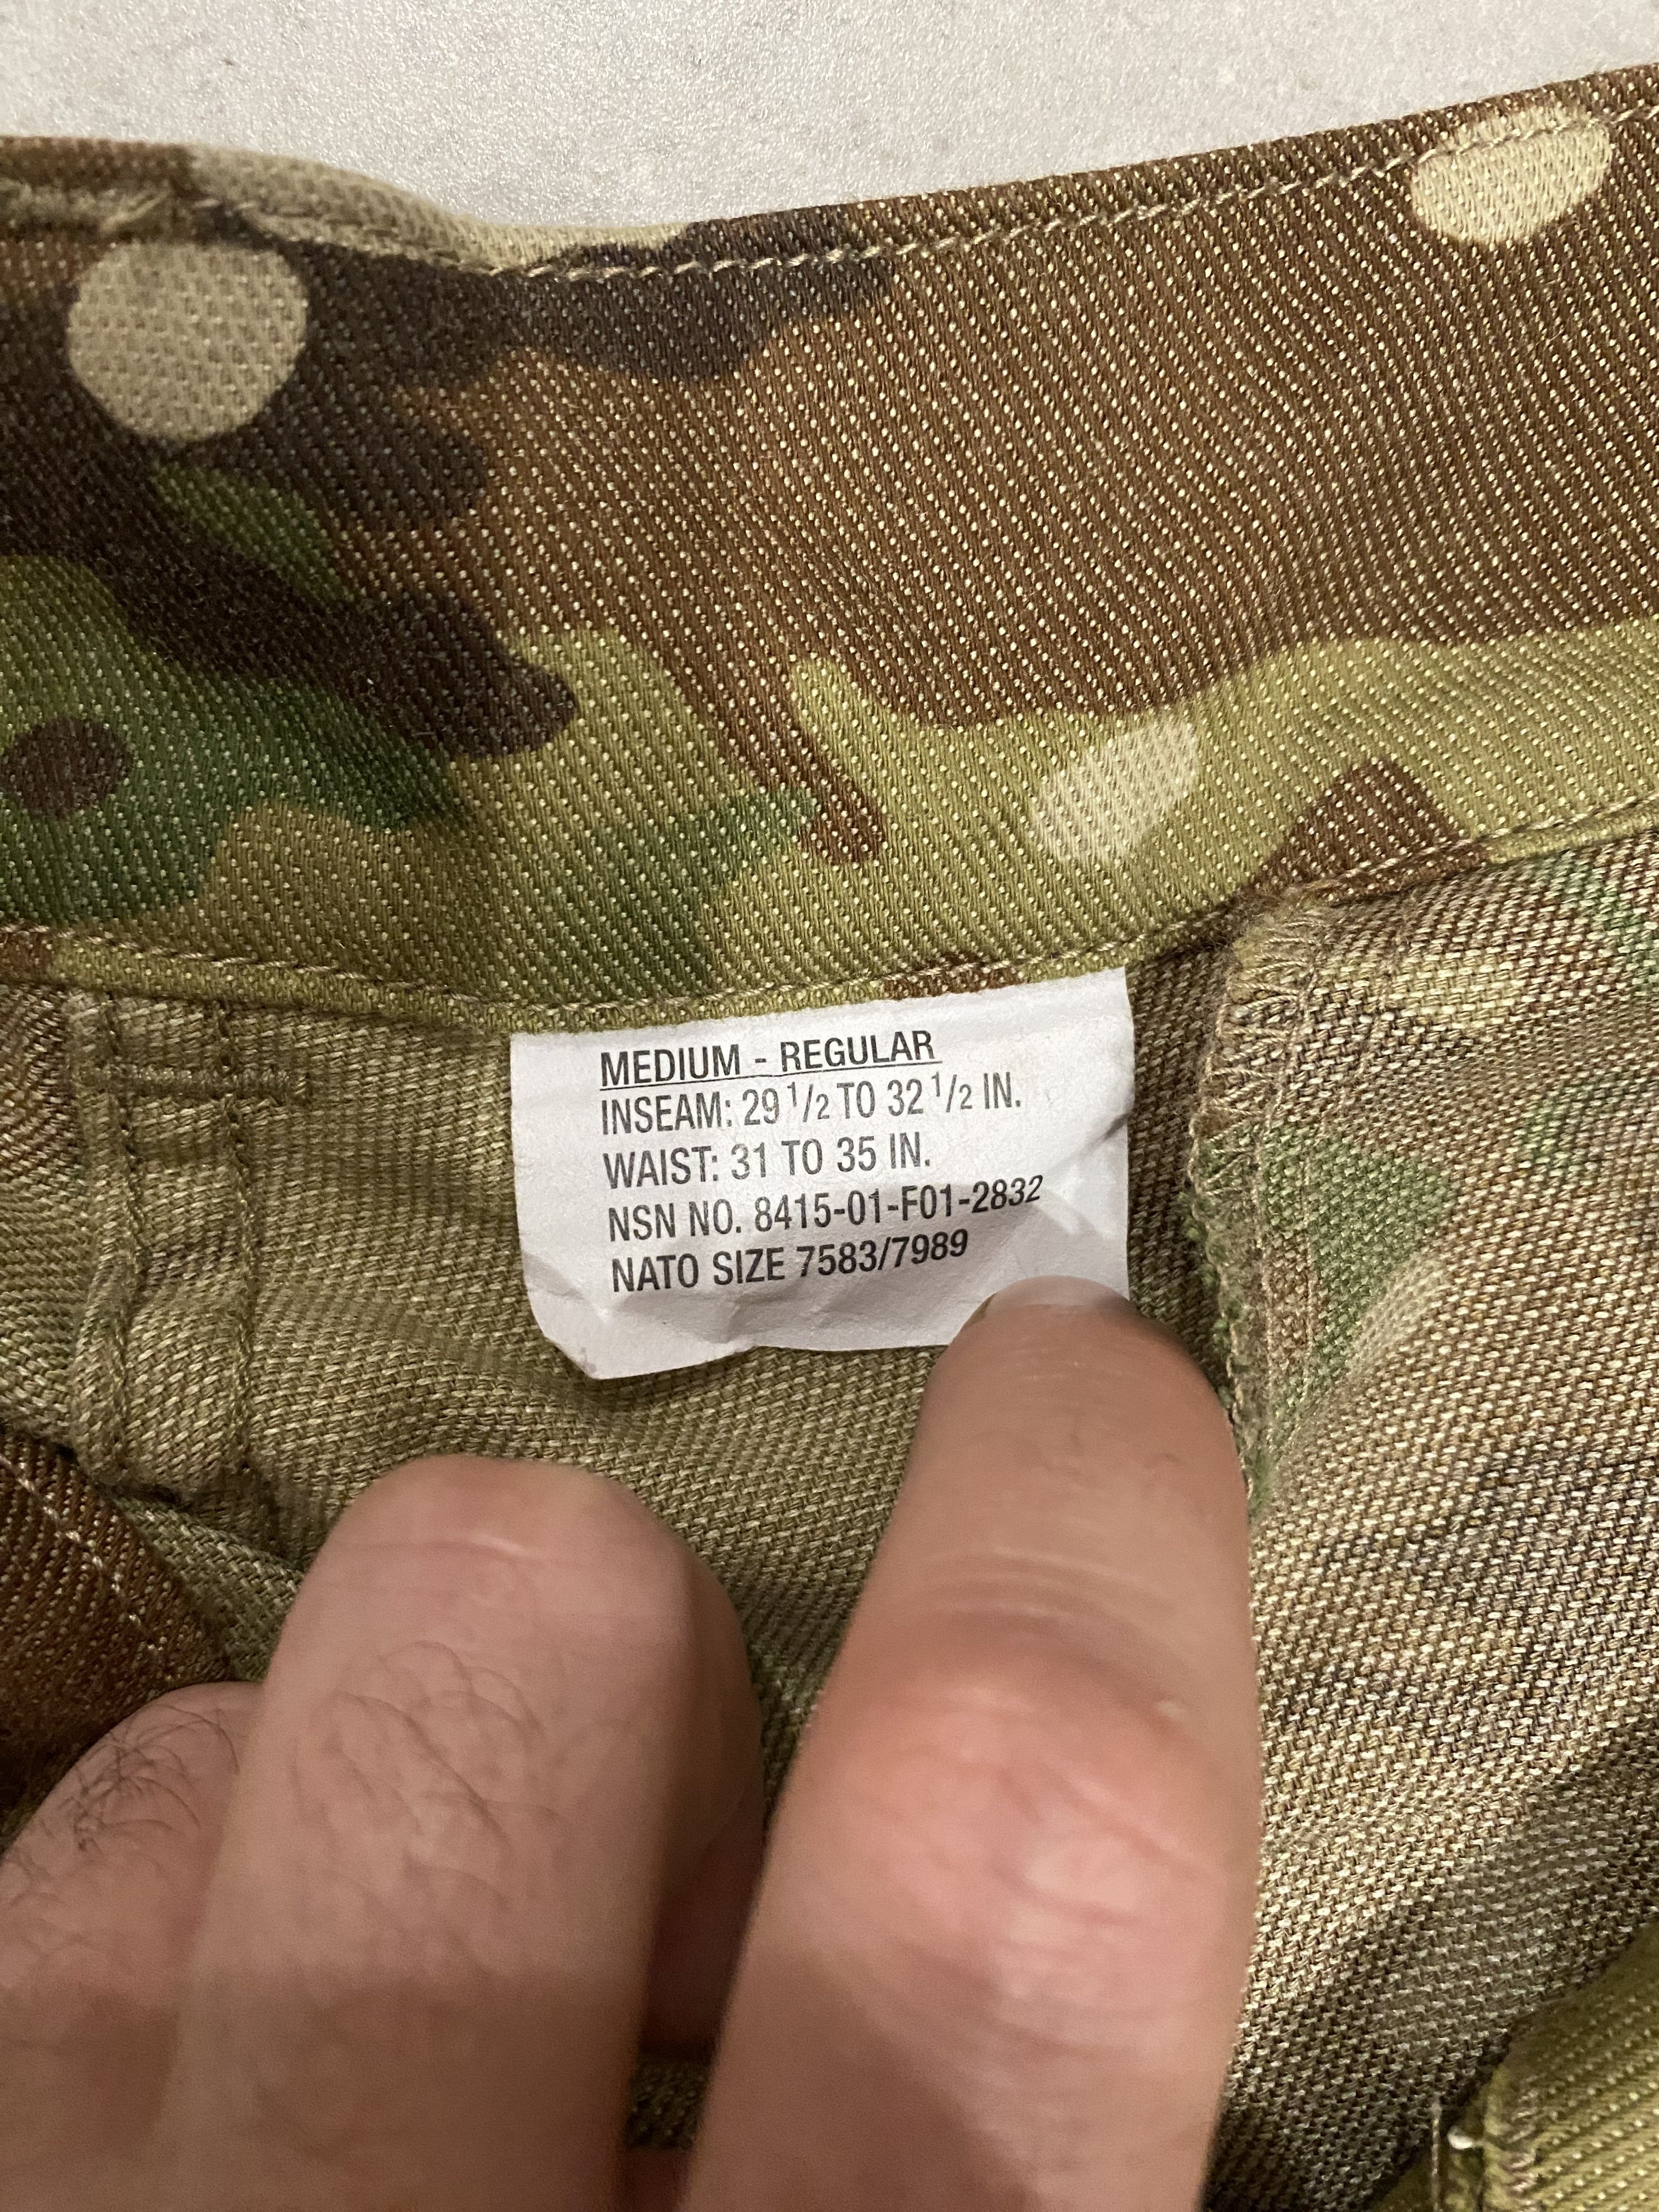 MEDIUM - REGULAR
INSEAM: 29 1/2 TO 32 1/2 IN.
WAIST: 31 TO 35 IN.
NSN NO. 8415-01-F01-2832
NATO SIZE 7583/7989